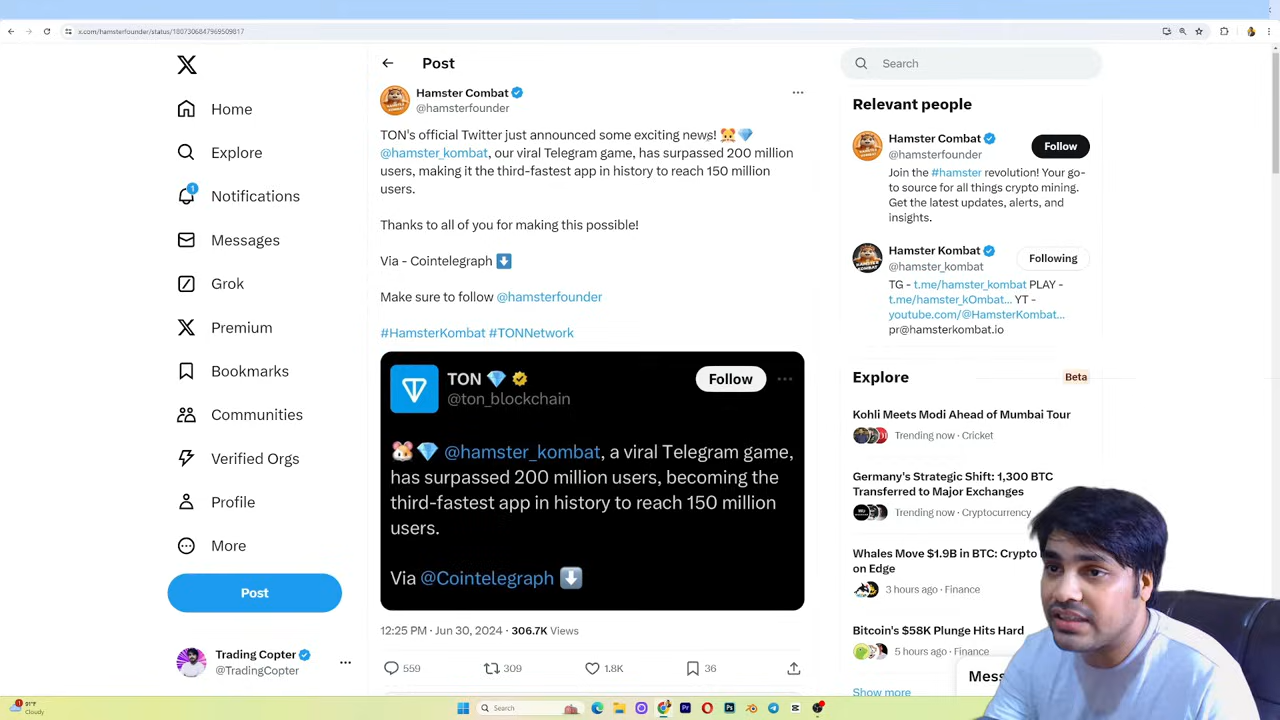 x.com/hamsterfounder/status/1807306847969509817
Home
Explore
1
Notifications
Messages
Grok
Premium
Bookmarks
Communities
Verified Orgs
Profile
More
Post
Trading Copter
@TradingCopter
Post
Hamster Combat
@hamsterfounder
TON's official Twitter just announced some exciting news! 🐹💎
@hamster_kombat, our viral Telegram game, has surpassed 200 million
users, making it the third-fastest app in history to reach 150 million
users.
Thanks to all of you for making this possible!
Via - Cointelegraph ⬇️
Make sure to follow @hamsterfounder
#HamsterKombat #TONNetwork
TON 💎
@ton_blockchain
Follow
🐹💎 @hamster_kombat, a viral Telegram game,
has surpassed 200 million users, becoming the
third-fastest app in history to reach 150 million
users.
Via @Cointelegraph ⬇️
12:25 PM · Jun 30, 2024 · 306.7K Views
559 309 1.8K 36
Search
Relevant people
Hamster Combat
@hamsterfounder
Follow
Join the #hamster revolution! Your go-
to source for all things crypto mining.
Get the latest updates, alerts, and
insights.
Hamster Kombat
@hamster_kombat
Following
TG - t.me/hamster_kombat PLAY -
t.me/hamster_kOmbat... YT -
youtube.com/@HamsterKombat...
pr@hamsterkombat.io
Explore
Beta
Kohli Meets Modi Ahead of Mumbai Tour
Trending now · Cricket
Germany's Strategic Shift: 1,300 BTC
Transferred to Major Exchanges
Trending now · Cryptocurrency
Whales Move $1.9B in BTC: Crypto
on Edge
3 hours ago · Finance
Bitcoin's $58K Plunge Hits Hard
5 hours ago · Finance
Show more
Mess
91°F
Cloudy
Search